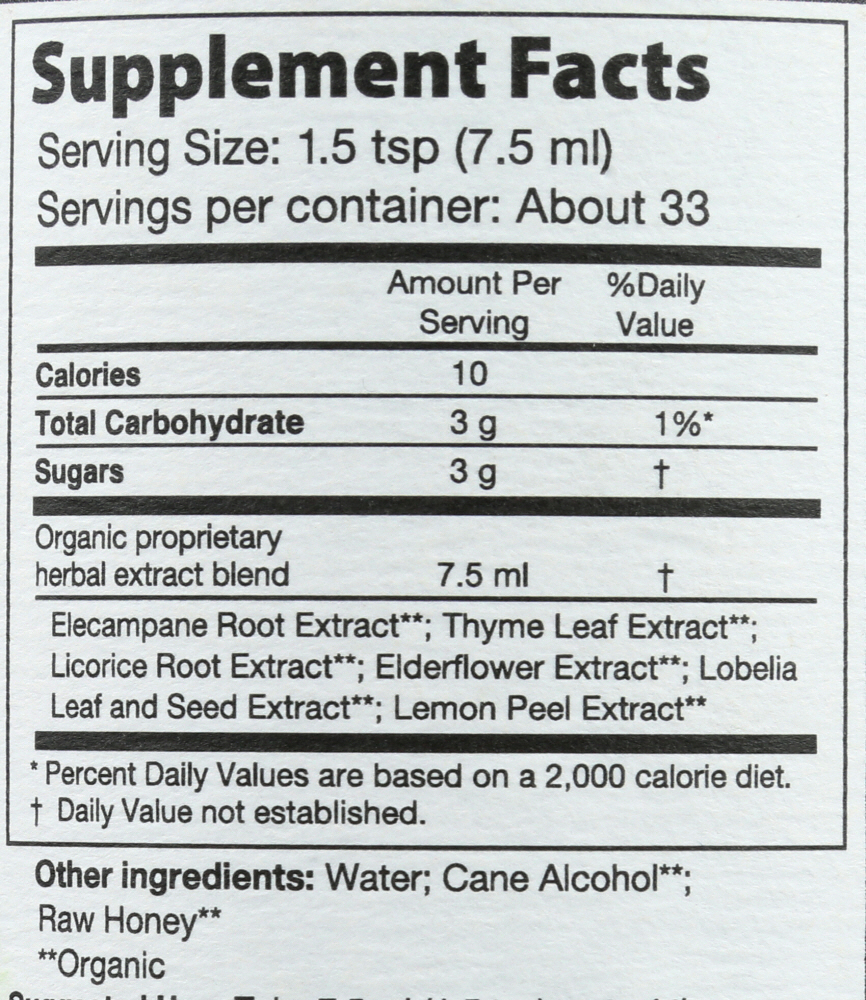 Supplement Facts
Serving Size: 1.5 tsp (7.5 ml)
Servings per container: About 33
Amount Per %Daily
Serving Value
Calories 10
Total Carbohydrate 3 g 1%*
Sugars 3 g †
Organic proprietary
herbal extract blend 7.5 ml †
Elecampane Root Extract**; Thyme Leaf Extract**;
Licorice Root Extract**; Elderflower Extract**; Lobelia
Leaf and Seed Extract**; Lemon Peel Extract**
* Percent Daily Values are based on a 2,000 calorie diet.
† Daily Value not established.
Other ingredients: Water; Cane Alcohol**;
Raw Honey**
**Organic